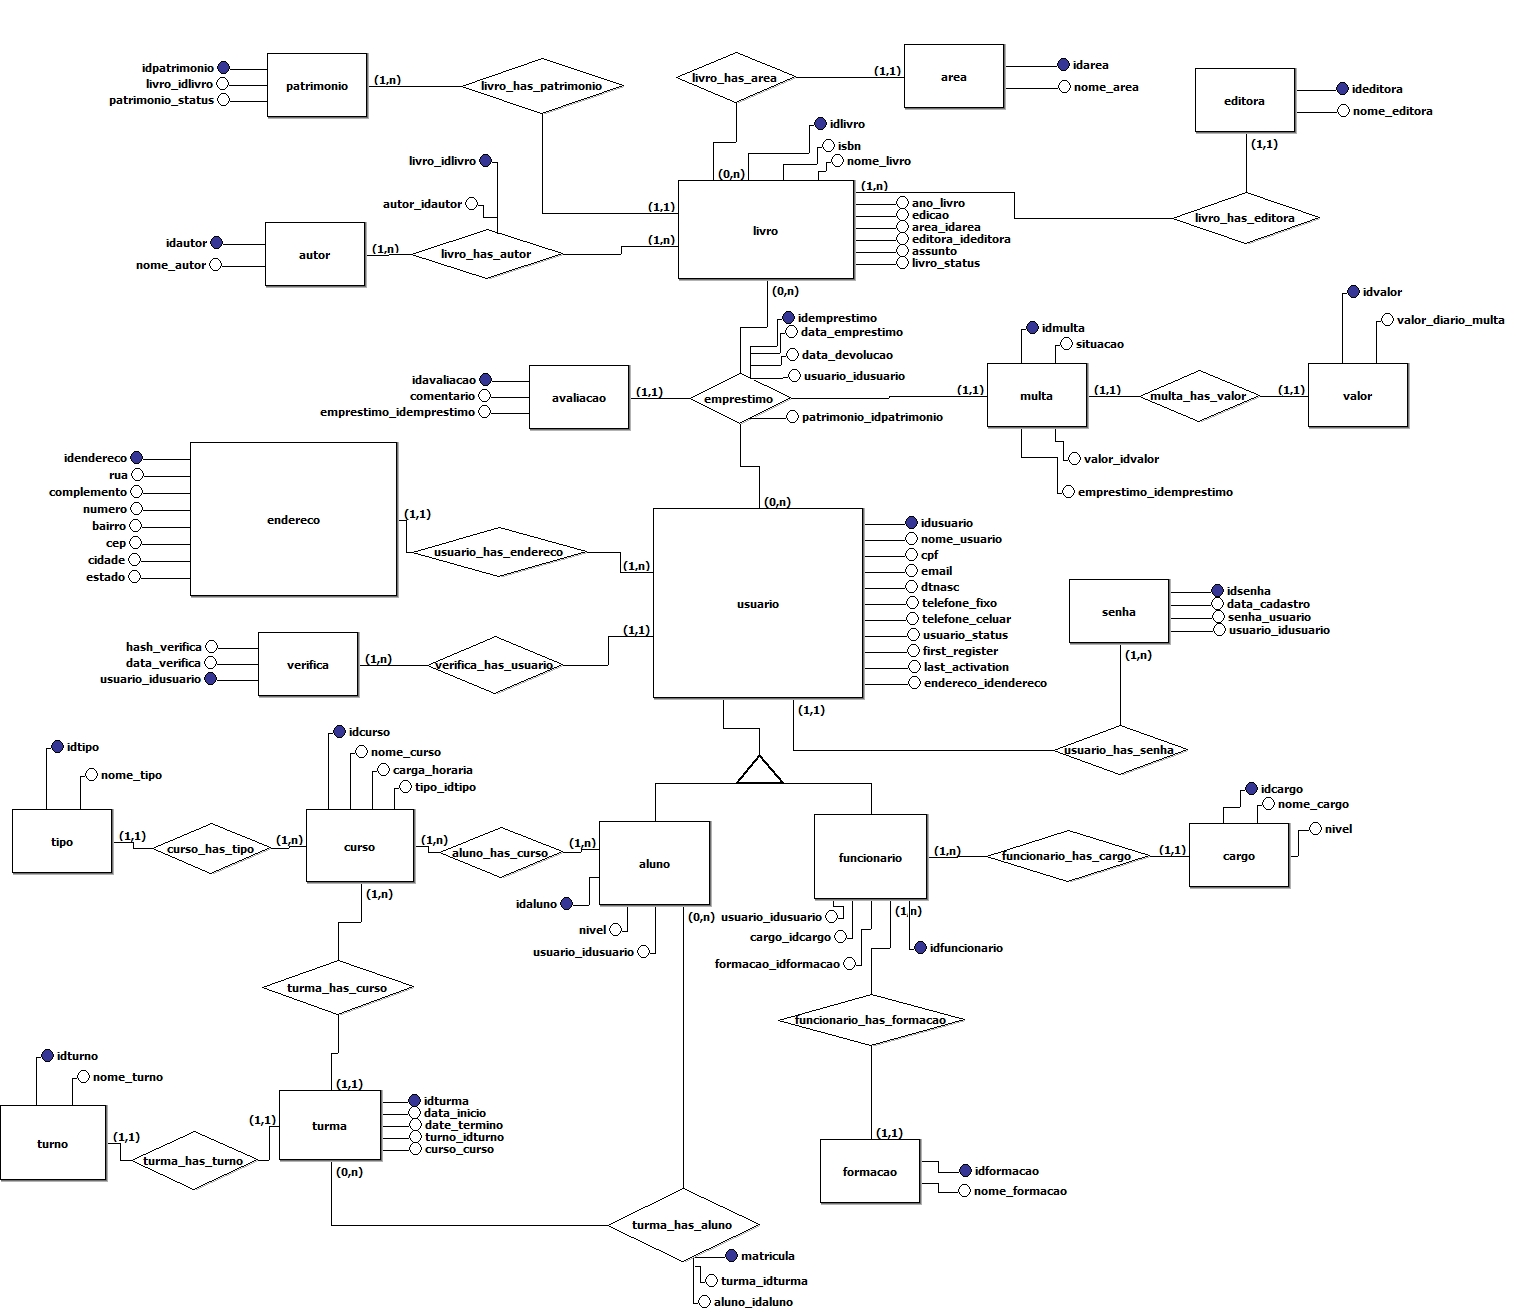 idpatrimonio
livro_idlivro
patrimonio_status
patrimonio
(1,n)
livro_has_patrimonio
livro_has_area
(1,1)
area
idarea
nome_area
editora
ideditora
nome_editora
(1,1)
livro_has_editora
idlivro
isbn
nome_livro
(0,n)
(1,n)
livro_idlivro
autor_idautor
idautor
nome_autor
autor
(1,n)
livro_has_autor
(1,1)
(1,n)
livro
ano_livro
edicao
area_idarea
editora_ideditora
assunto
livro_status
(0,n)
idemprestimo
data_emprestimo
data_devolucao
usuario_idusuario
patrimonio_idpatrimonio
emprestimo
idavaliacao
comentario
emprestimo_idemprestimo
avaliacao
(1,1)
(1,1)
idmulta
situacao
multa
(1,1)
multa_has_valor
(1,1)
idvalor
valor_diario_multa
valor
valor_idvalor
emprestimo_idemprestimo
idendereco
rua
complemento
numero
bairro
cep
cidade
estado
endereco
(1,1)
usuario_has_endereco
(1,n)
(0,n)
usuario
idusuario
nome_usuario
cpf
email
dtnasc
telefone_fixo
telefone_celuar
usuario_status
first_register
last_activation
endereco_idendereco
senha
idsenha
data_cadastro
senha_usuario
usuario_idusuario
(1,n)
hash_verifica
data_verifica
usuario_idusuario
verifica
(1,n)
verifica_has_usuario
(1,1)
(1,1)
usuario_has_senha
idtipo
nome_tipo
tipo
(1,1)
curso_has_tipo
(1,n)
idcurso
nome_curso
carga_horaria
tipo_idtipo
curso
(1,n)
aluno_has_curso
(1,n)
aluno
idaluno
nivel
usuario_idusuario
(0,n)
funcionario
(1,n)
funcionario_has_cargo
(1,1)
idcargo
nome_cargo
nivel
cargo
usuario_idusuario
cargo_idcargo
formacao_idformacao
(1,n)
idfuncionario
(1,n)
turma_has_curso
funcionario_has_formacao
idturno
nome_turno
turno
(1,1)
turma_has_turno
(1,1)
(1,1)
turma
idturma
data_inicio
date_termino
turno_idturno
curso_curso
(0,n)
(1,1)
formacao
idformacao
nome_formacao
turma_has_aluno
matricula
turma_idturma
aluno_idaluno